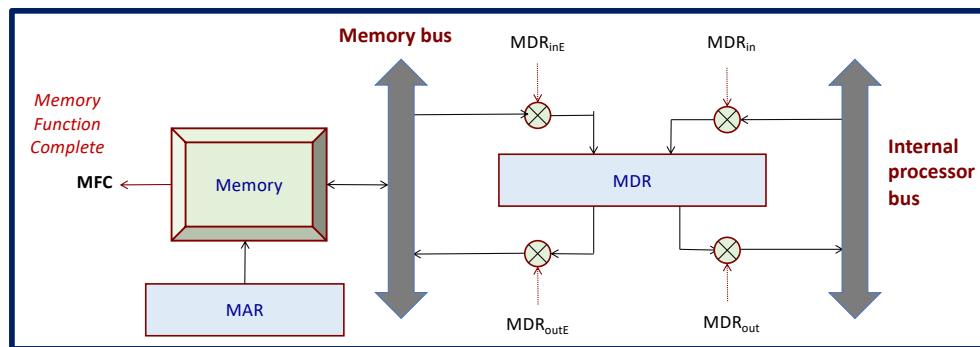 Memory bus
MDRinE
MDRin
Memory
Function
Complete
MFC
Memory
MDR
Internal
processor
bus
MAR
MDRoutE
MDRout